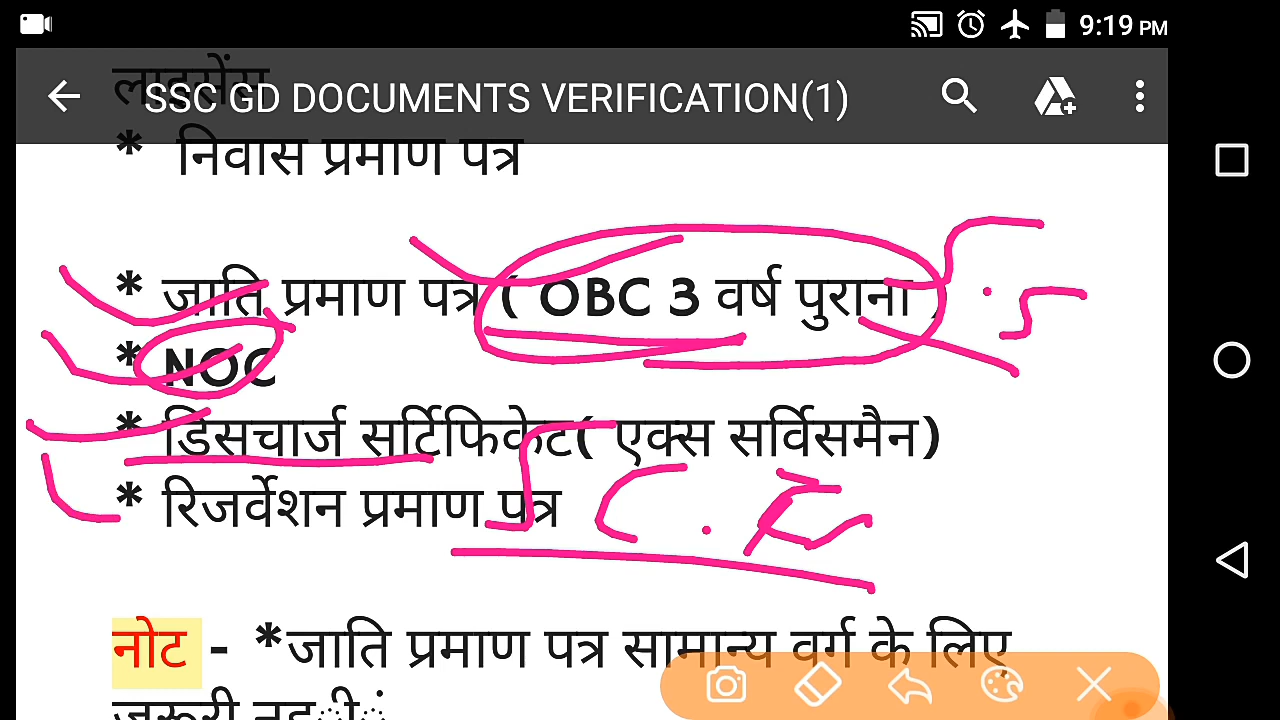 9:19 PM
लाइसेंस
SSC GD DOCUMENTS VERIFICATION(1)
* निवास प्रमाण पत्र
* जाति प्रमाण पत्र ( OBC 3 वर्ष पुराना )
* NOC
* डिसचार्ज सर्टिफिकेट( एक्स सर्विसमैन)
* रिजर्वेशन प्रमाण पत्र
नोट - *जाति प्रमाण पत्र सामान्य वर्ग के लिए